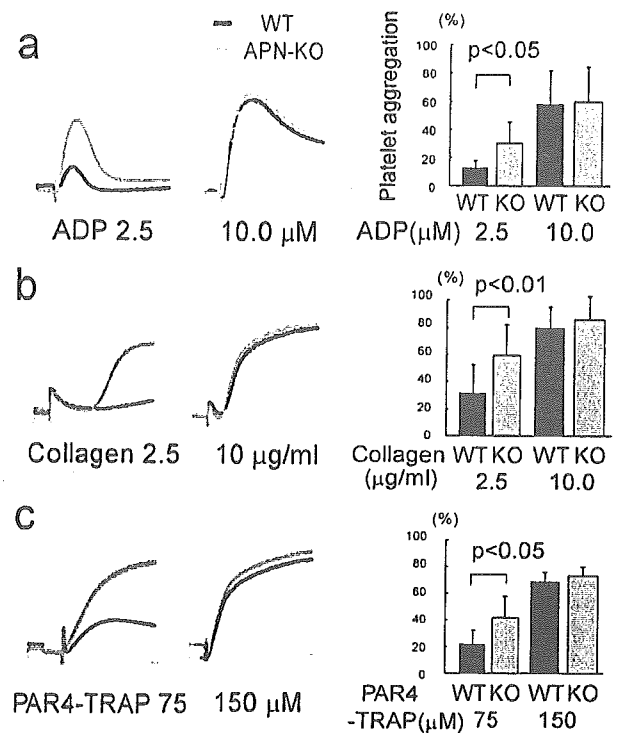 WT
APN-KO
a
ADP 2.5
10.0 μM
(%)
Platelet aggregation
100
80
60
40
20
0
p<0.05
WT KO WT KO
ADP(μM) 2.5 10.0
b
Collagen 2.5
10 μg/ml
(%)
100
80
60
40
20
0
p<0.01
Collagen WT KO WT KO
(μg/ml) 2.5 10.0
c
PAR4-TRAP 75
150 μM
(%)
100
80
60
40
20
0
p<0.05
PAR4 WT KO WT KO
-TRAP(μM) 75 150